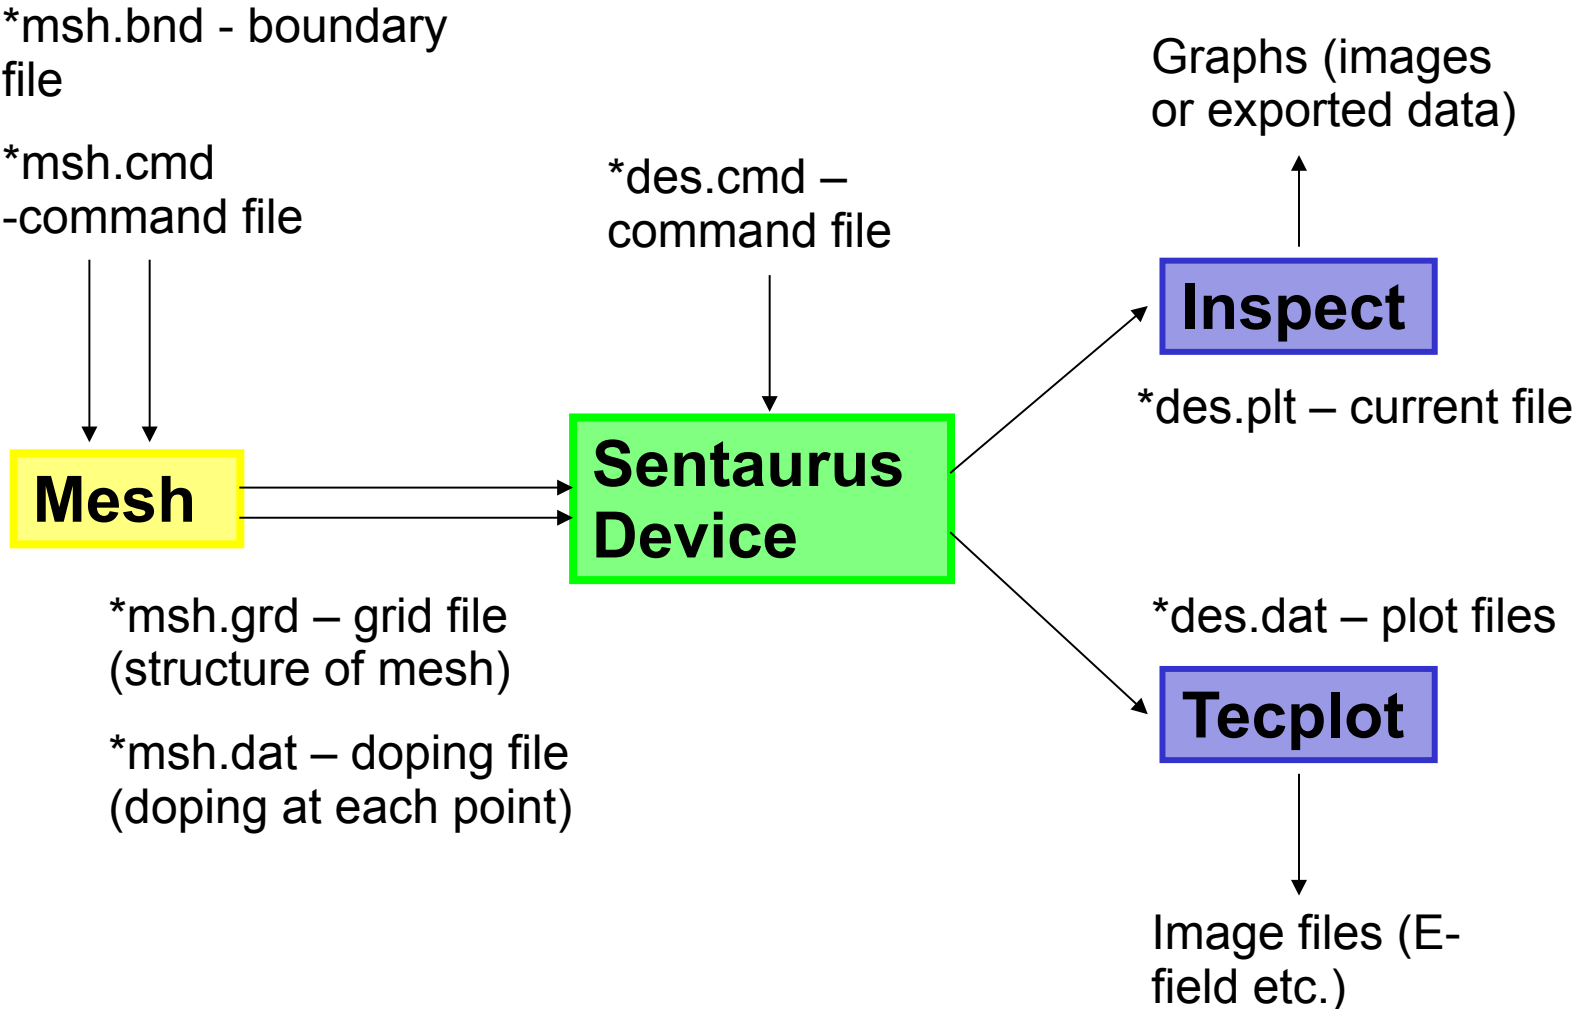 *msh.bnd - boundary
file
*msh.cmd
-command file
Mesh
*msh.grd – grid file
(structure of mesh)
*msh.dat – doping file
(doping at each point)
*des.cmd –
command file
Sentaurus
Device
Graphs (images
or exported data)
Inspect
*des.plt – current file
*des.dat – plot files
Tecplot
Image files (E-
field etc.)